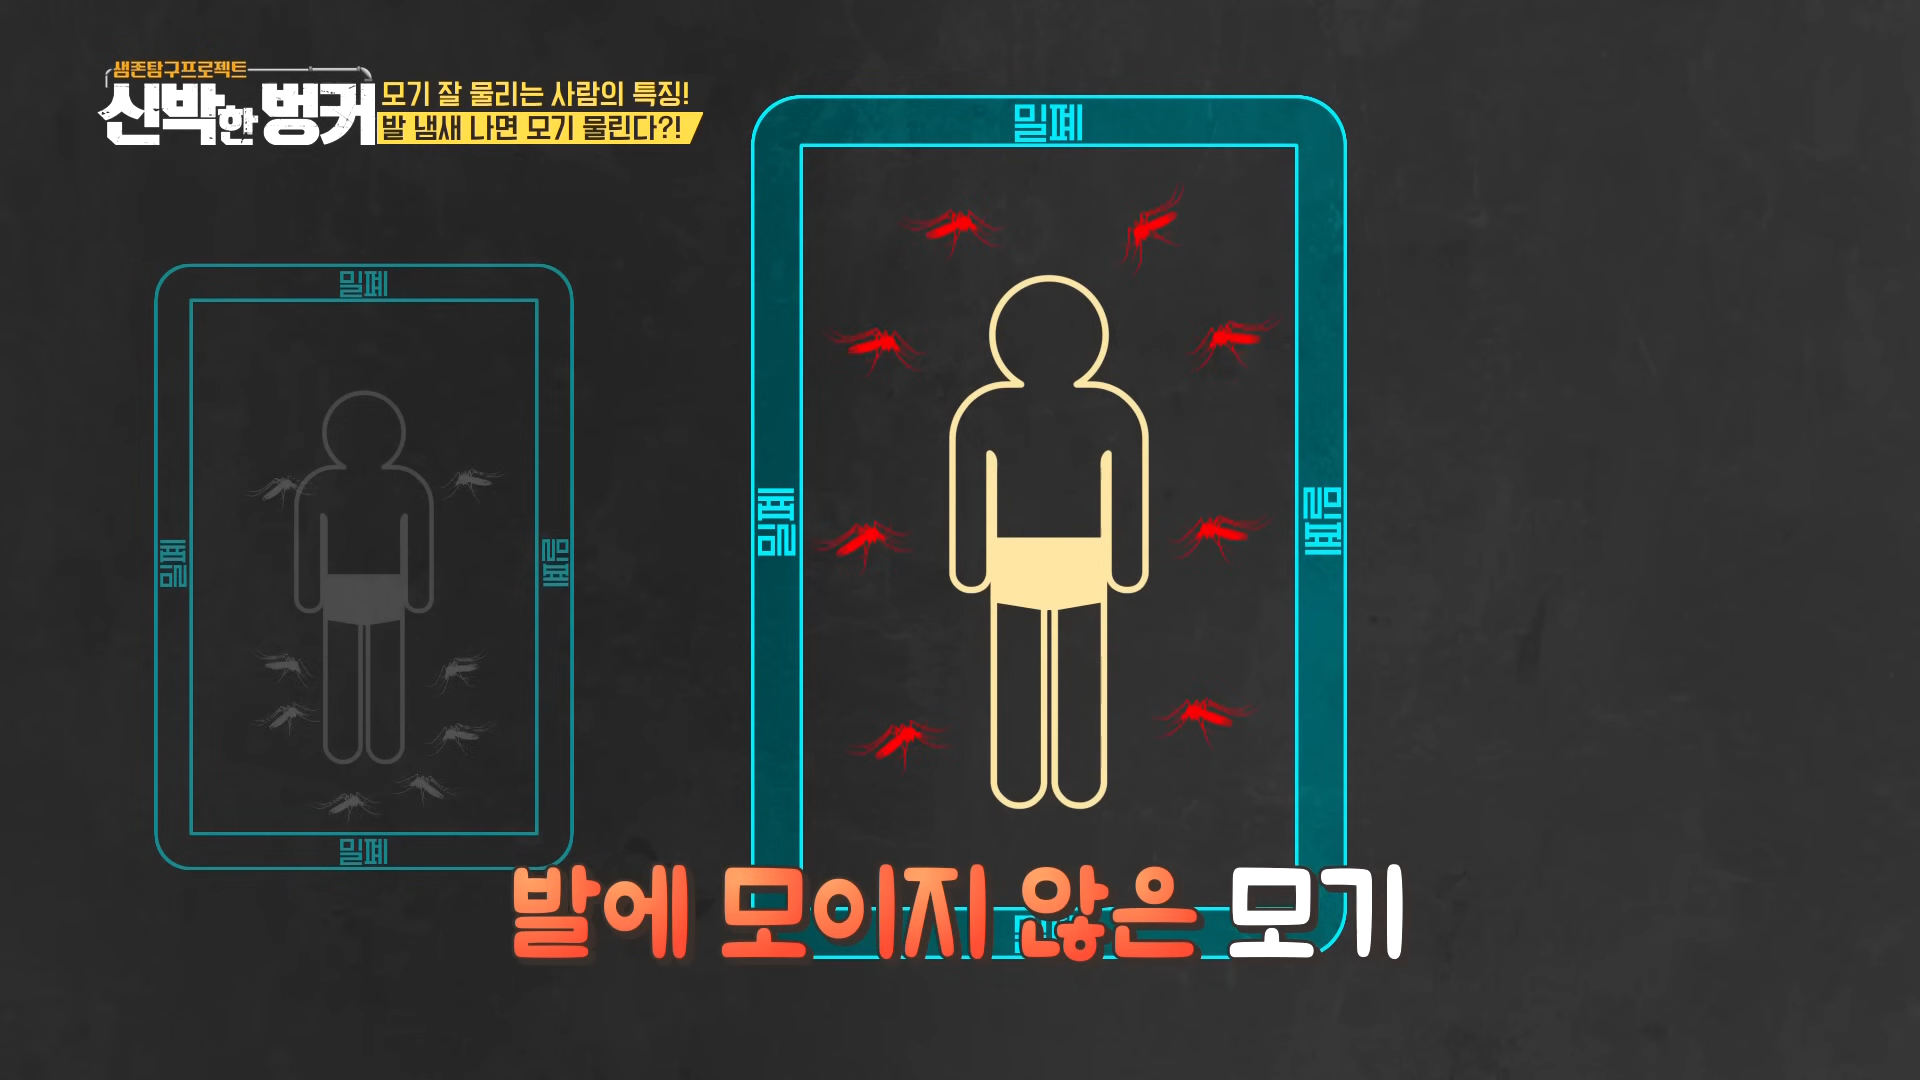 생존탐구프로젝트
신박한 벙커
모기 잘 물리는 사람의 특징!
발 냄새 나면 모기 물린다?!
밀폐
밀폐
밀폐
밀폐
밀폐
밀폐
밀폐
발에 모이지 않은 모기